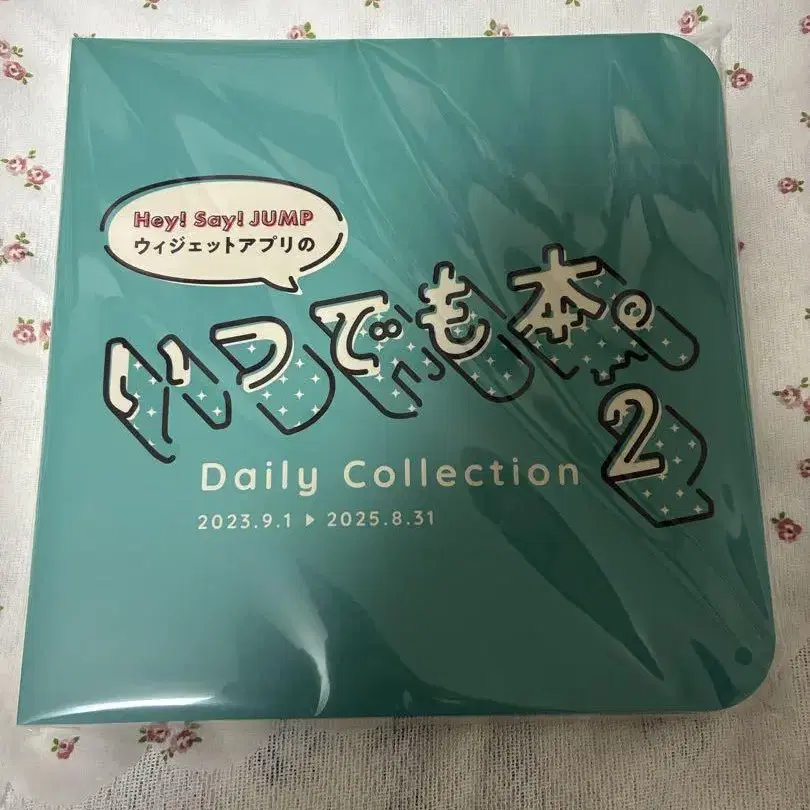 Hey! Say! JUMP
ウィジェットアプリの
いつでも本。
2
Daily Collection
2023.9.1 ▶ 2025.8.31